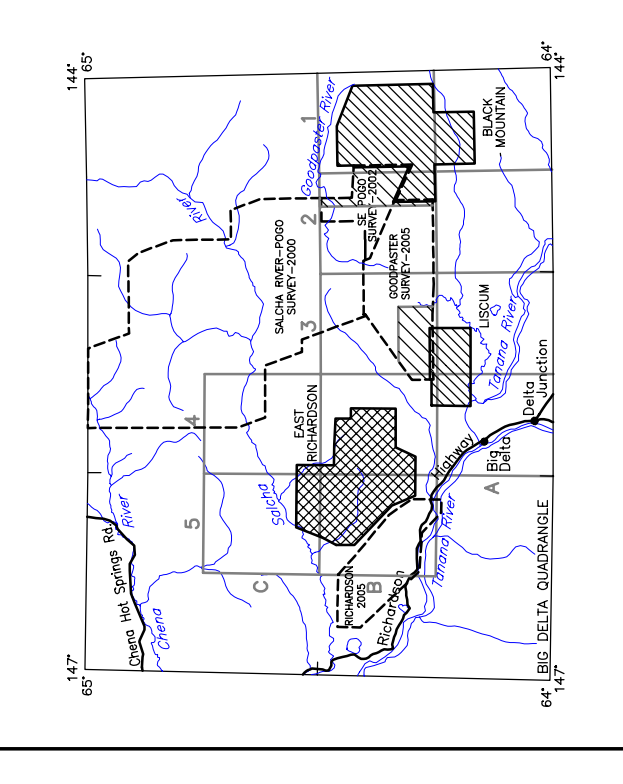 144°
65°
64°
144°
147°
65°
64°
147°
River
Goodpaster River
1
BLACK
MOUNTAIN
SE POGO
SURVEY-2002
2
SALCHA RIVER-POGO
SURVEY-2000
GOODPASTER
SURVEY-2005
3
LISCUM
Tanana River
4
EAST
RICHARDSON
Delta
Junction
Big
Delta
Highway
A
Salcha
5
C
B
RICHARDSON
2005
Richardson
Tanana River
River
Chena
Chena Hot Springs Rd.
BIG DELTA QUADRANGLE